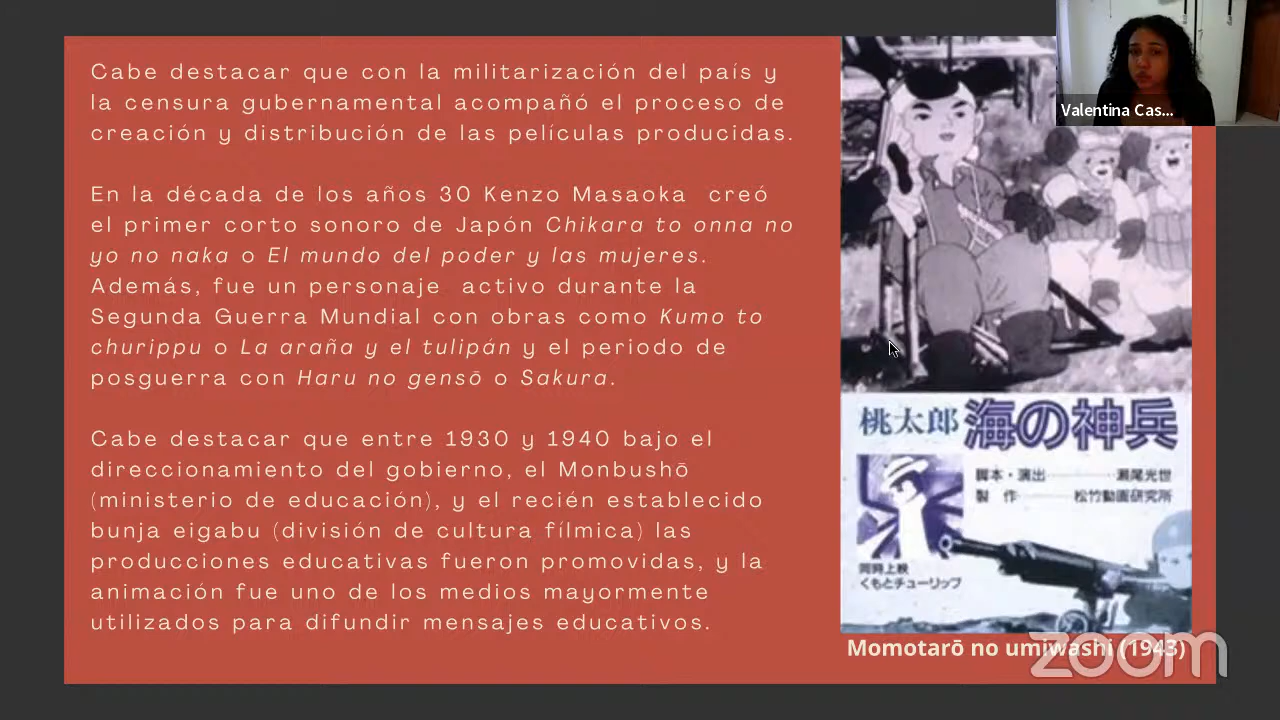 Cabe destacar que con la militarización del país y
la censura gubernamental acompañó el proceso de
creación y distribución de las películas producidas.
En la década de los años 30 Kenzo Masaoka creó
el primer corto sonoro de Japón Chikara to onna no
yo no naka o El mundo del poder y las mujeres.
Además, fue un personaje activo durante la
Segunda Guerra Mundial con obras como Kumo to
churippu o La araña y el tulipán y el periodo de
posguerra con Haru no gensō o Sakura.
Cabe destacar que entre 1930 y 1940 bajo el
direccionamiento del gobierno, el Monbushō
(ministerio de educación), y el recién establecido
bunja eigabu (división de cultura fílmica) las
producciones educativas fueron promovidas, y la
animación fue uno de los medios mayormente
utilizados para difundir mensajes educativos.
Valentina Cas...
桃太郎 海の神兵
脚本・演出 瀬尾光世
製作 松竹動画研究所
同時上映
くもとチューリップ
Momotarō no umiwashi (1943)
zoom